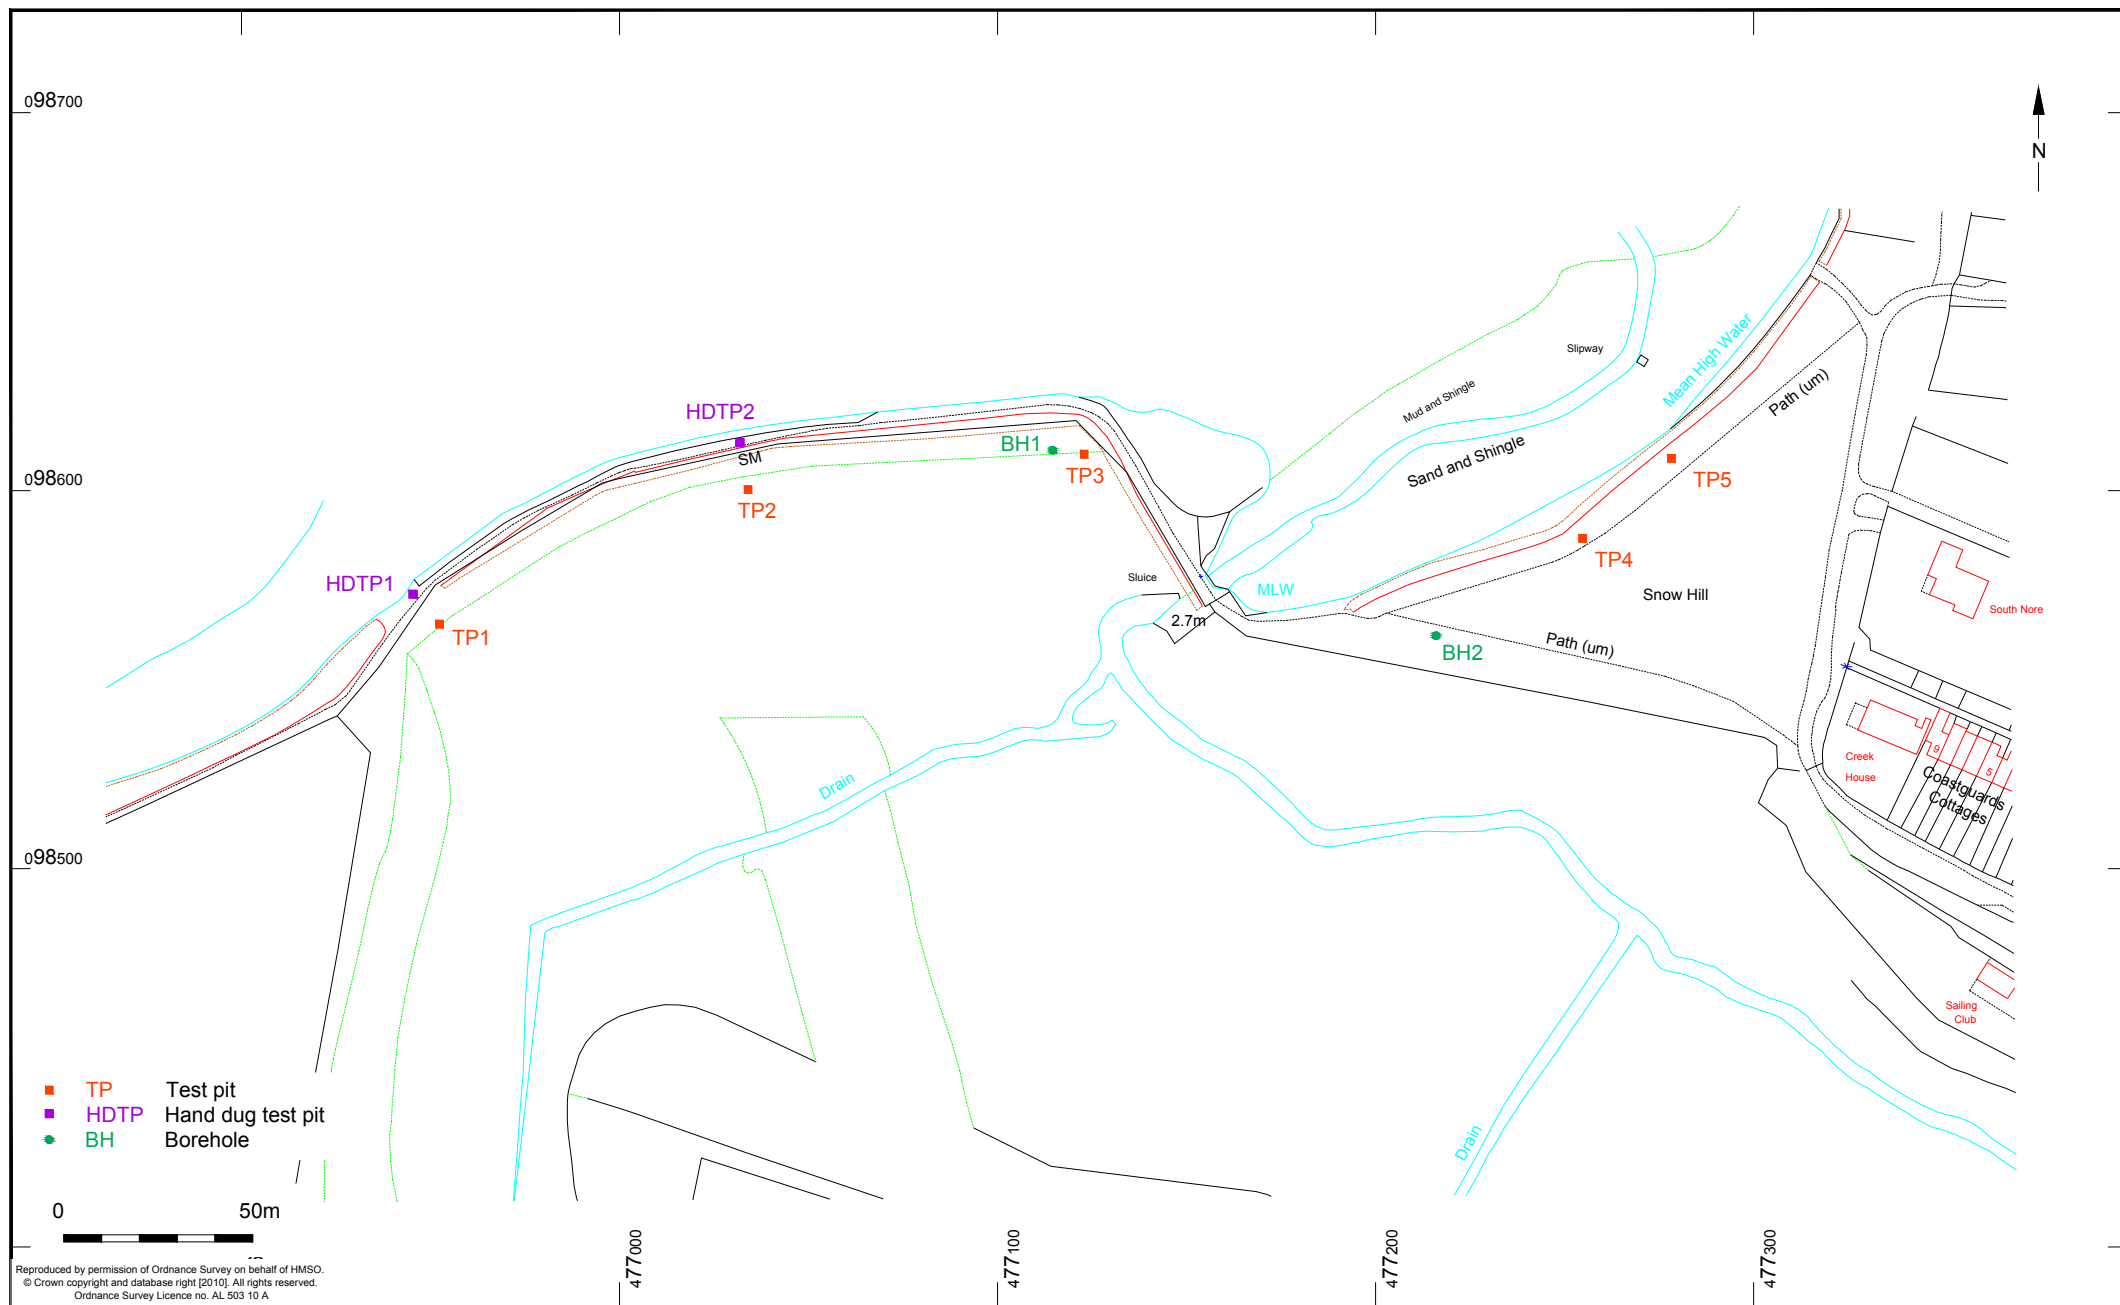 098700
N
Slipway
Mean High Water
Path (um)
Mud and Shingle
HDTP2
SM
BH1
TP3
Sand and Shingle
TP5
098600
TP2
TP4
HDTP1
Sluice
MLW
Snow Hill
South Nore
TP1
2.7m
BH2
Path (um)
Drain
Creek
House
9
5
Coastguards
Cottages
098500
Sailing
Club
Drain
TP Test pit
HDTP Hand dug test pit
BH Borehole
0 50m
477000
477100
477200
477300
Reproduced by permission of Ordnance Survey on behalf of HMSO.
© Crown copyright and database right [2010]. All rights reserved.
Ordnance Survey Licence no. AL 503 10 A